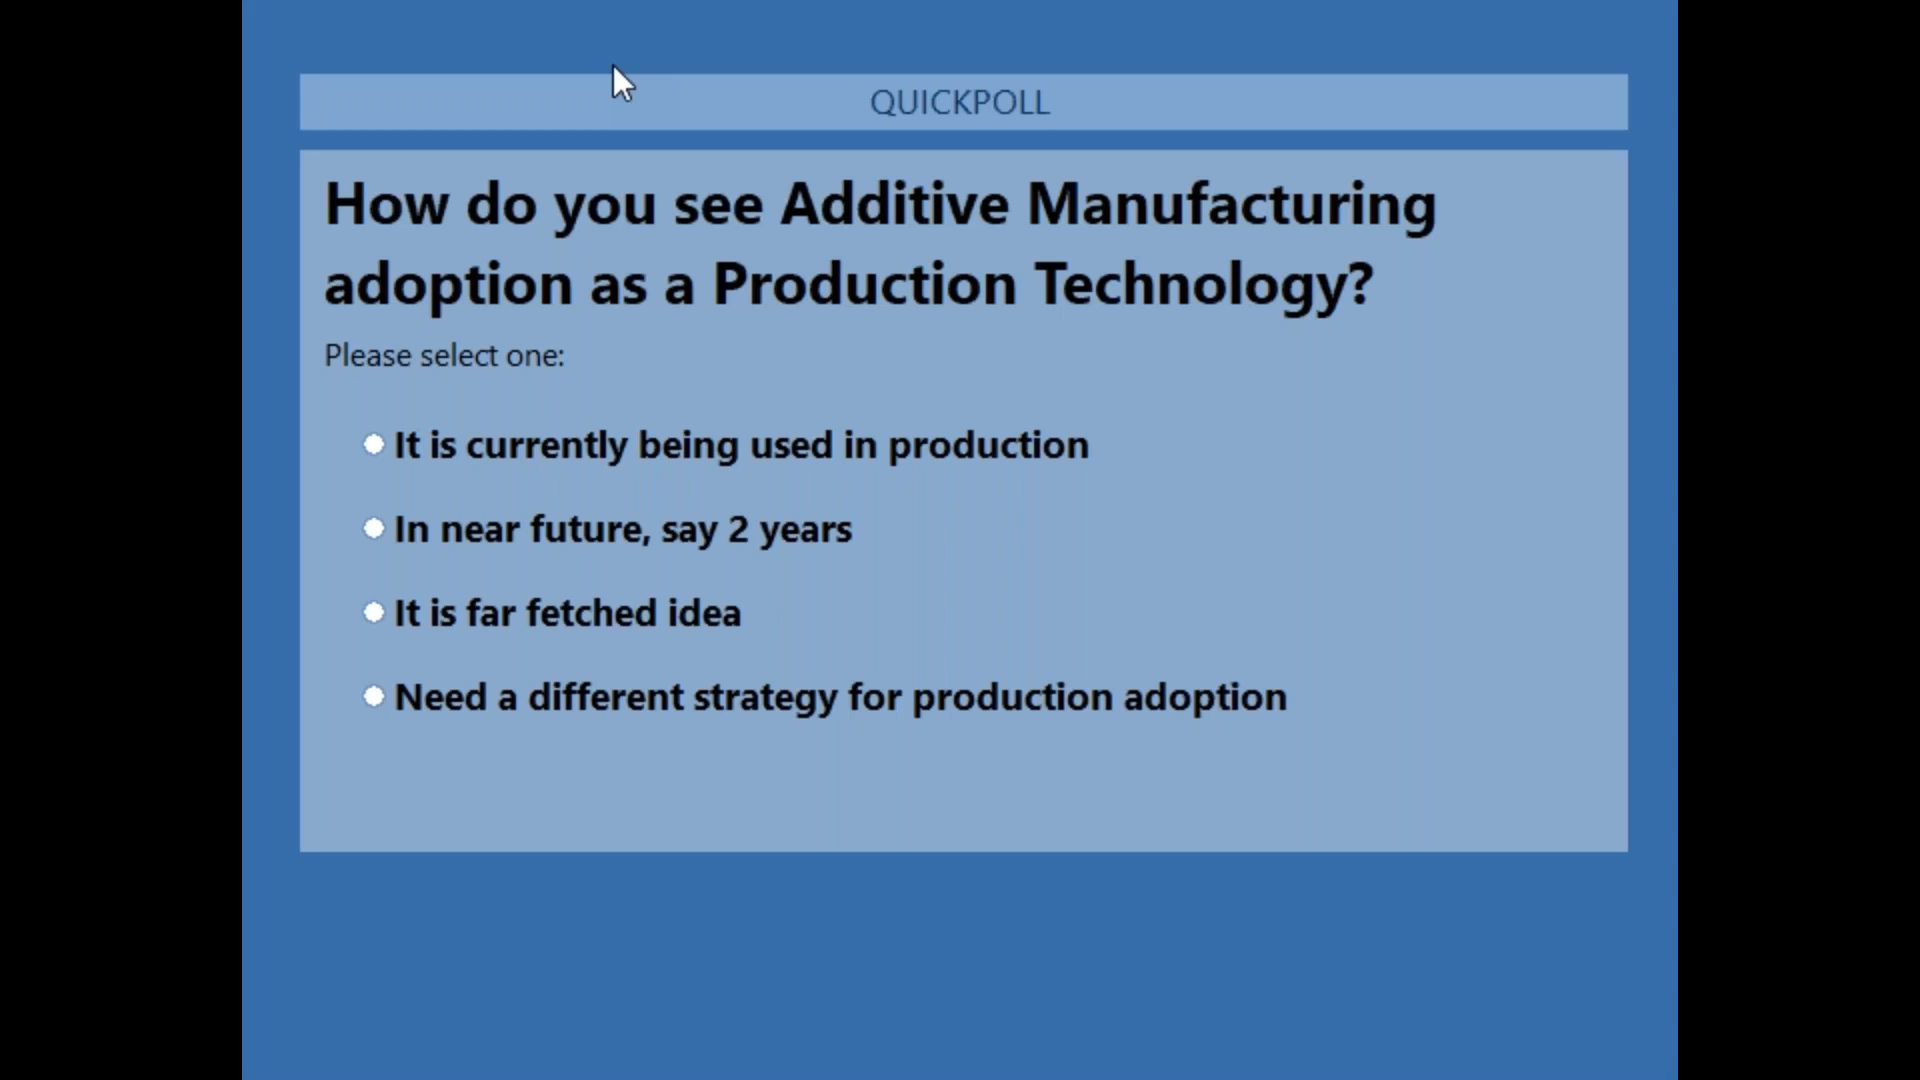 QUICKPOLL
How do you see Additive Manufacturing
adoption as a Production Technology?
Please select one:
It is currently being used in production
In near future, say 2 years
It is far fetched idea
Need a different strategy for production adoption